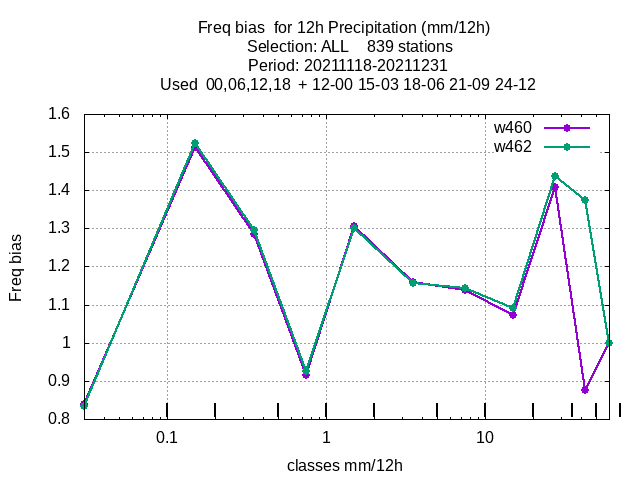 Freq bias  for 12h Precipitation (mm/12h)
Selection: ALL    839 stations
Period: 20211118-20211231
Used  00,06,12,18  + 12-00 15-03 18-06 21-09 24-12
w460
w462
1.6
1.5
1.4
1.3
1.2
1.1
1
0.9
0.8
Freq bias
0.1 1 10
classes mm/12h